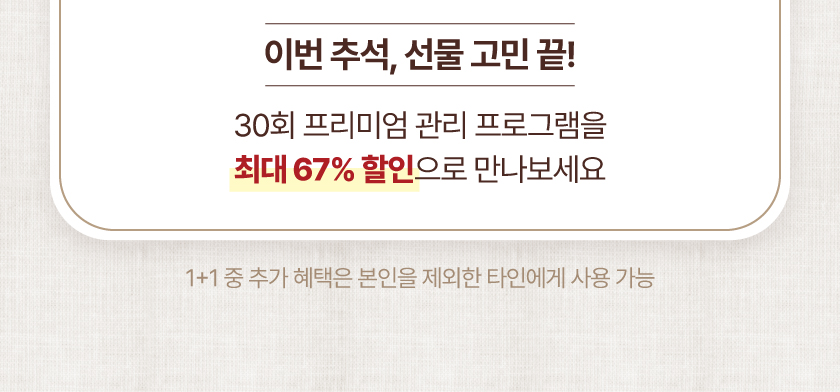 이번 추석, 선물 고민 끝!
30회 프리미엄 관리 프로그램을
최대 67% 할인으로 만나보세요
1+1 중 추가 혜택은 본인을 제외한 타인에게 사용 가능